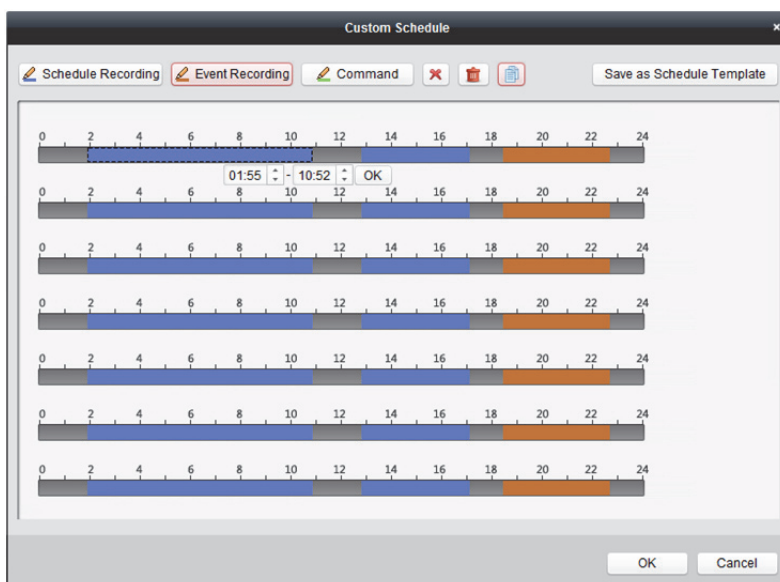 Custom Schedule ×
Schedule Recording Event Recording Command Save as Schedule Template
0 2 4 6 8 10 12 14 16 18 20 22 24
01:55 - 10:52 OK
0 2 4 6 8 10 12 14 16 18 20 22 24
0 2 4 6 8 10 12 14 16 18 20 22 24
0 2 4 6 8 10 12 14 16 18 20 22 24
0 2 4 6 8 10 12 14 16 18 20 22 24
0 2 4 6 8 10 12 14 16 18 20 22 24
0 2 4 6 8 10 12 14 16 18 20 22 24
OK Cancel